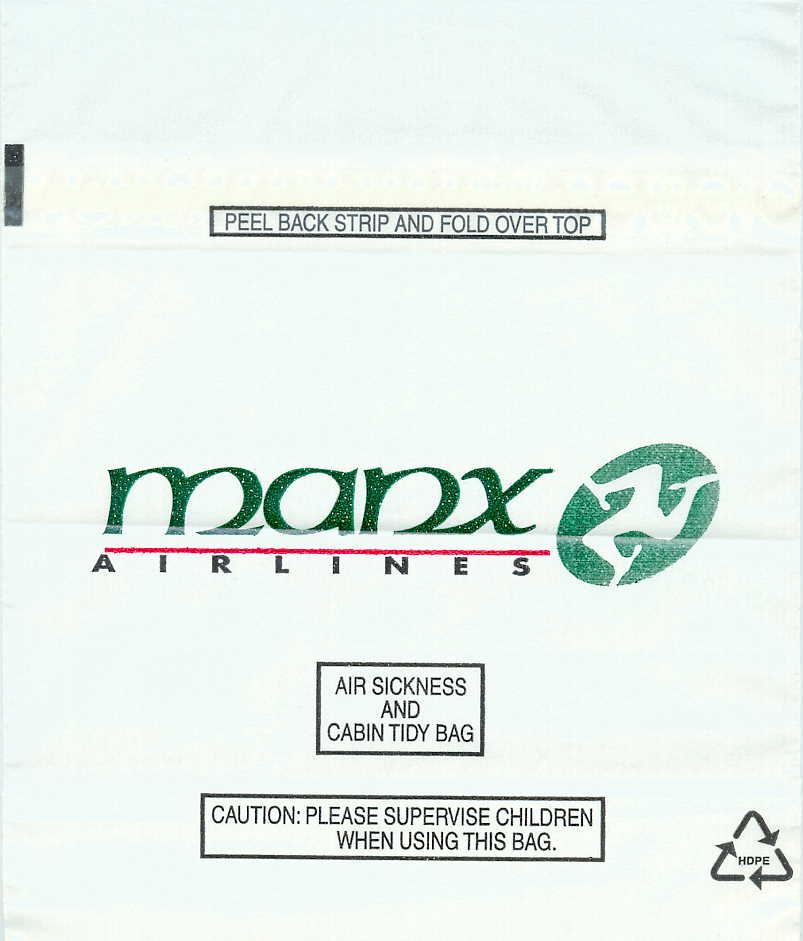 PEEL BACK STRIP AND FOLD OVER TOP
manx
AIRLINES
AIR SICKNESS
AND
CABIN TIDY BAG
CAUTION: PLEASE SUPERVISE CHILDREN
WHEN USING THIS BAG.
HDPE